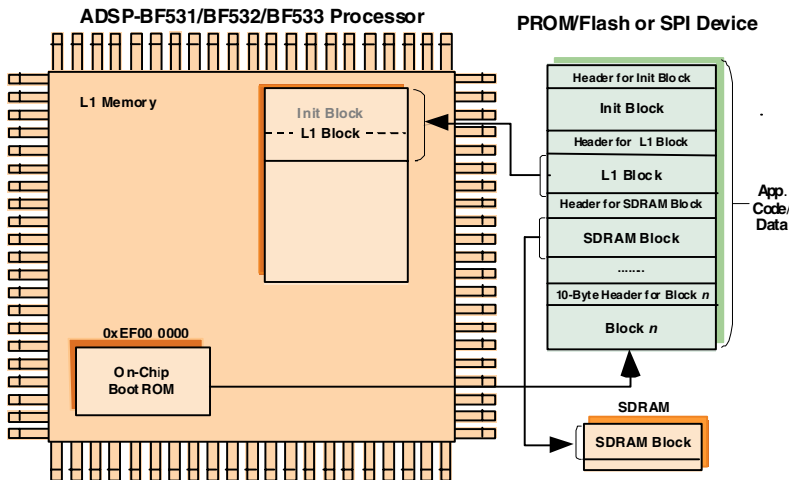 ADSP-BF531/BF532/BF533 Processor
PROM/Flash or SPI Device
L1 Memory
Init Block
L1 Block
0xEF00 0000
On-Chip
Boot ROM
Header for Init Block
Init Block
Header for L1 Block
L1 Block
Header for SDRAM Block
SDRAM Block
........
10-Byte Header for Block n
Block n
App.
Code/
Data
SDRAM
SDRAM Block